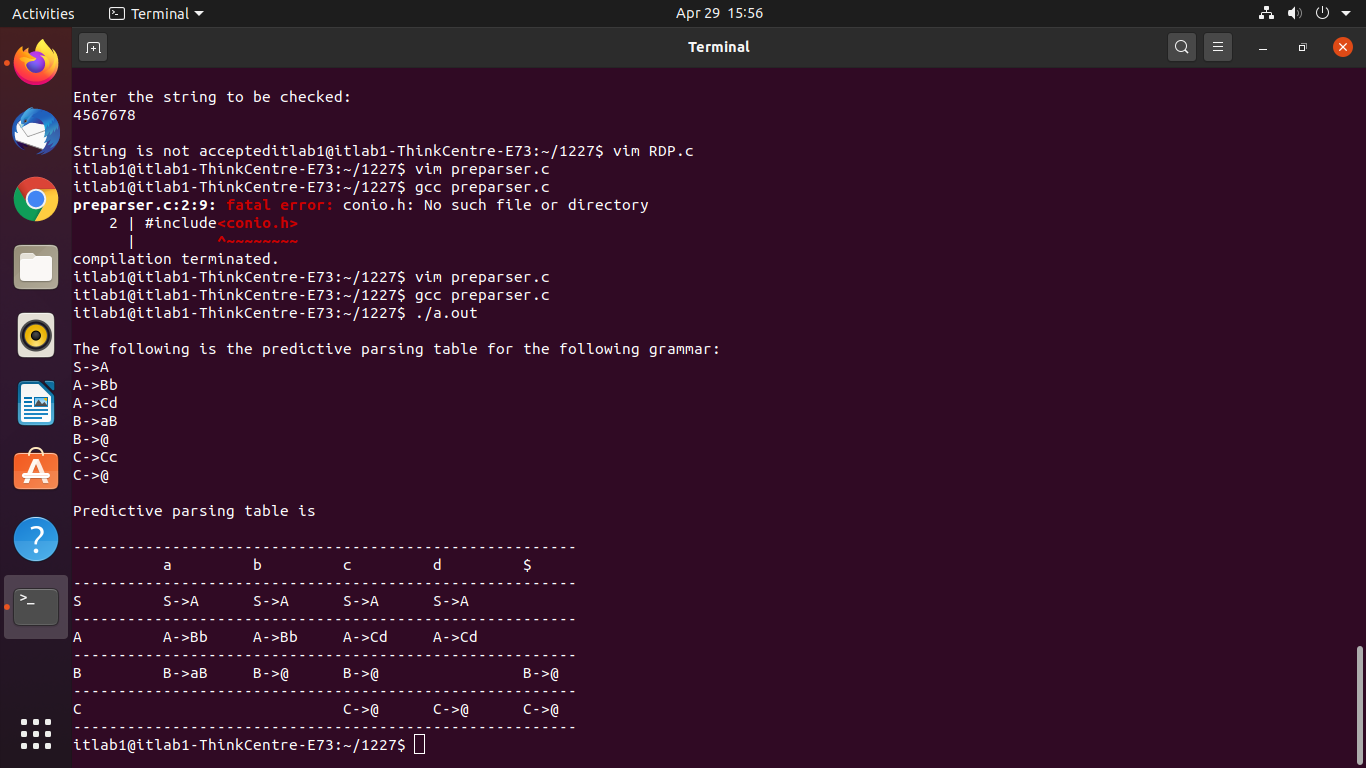 Activities Terminal Apr 29 15:56
Terminal
Enter the string to be checked:
4567678
String is not accepteditlab1@itlab1-ThinkCentre-E73:~/1227$ vim RDP.c
itlab1@itlab1-ThinkCentre-E73:~/1227$ vim preparser.c
itlab1@itlab1-ThinkCentre-E73:~/1227$ gcc preparser.c
preparser.c:2:9: fatal error: conio.h: No such file or directory
    2 | #include<conio.h>
      |         ^~~~~~~~~
compilation terminated.
itlab1@itlab1-ThinkCentre-E73:~/1227$ vim preparser.c
itlab1@itlab1-ThinkCentre-E73:~/1227$ gcc preparser.c
itlab1@itlab1-ThinkCentre-E73:~/1227$ ./a.out
The following is the predictive parsing table for the following grammar:
S->A
A->Bb
A->Cd
B->aB
B->@
C->Cc
C->@
Predictive parsing table is
--------------------------------------------------------
          a         b         c         d         $
--------------------------------------------------------
S         S->A      S->A      S->A      S->A
--------------------------------------------------------
A         A->Bb     A->Bb     A->Cd     A->Cd
--------------------------------------------------------
B         B->aB     B->@      B->@                B->@
--------------------------------------------------------
C                             C->@      C->@      C->@
--------------------------------------------------------
itlab1@itlab1-ThinkCentre-E73:~/1227$